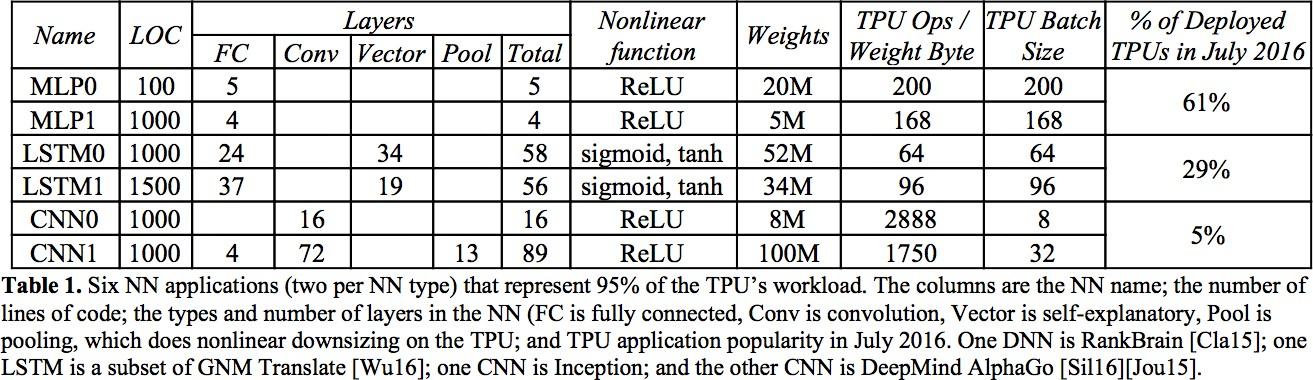 Name LOC Layers Nonlinear function Weights TPU Ops / Weight Byte TPU Batch Size % of Deployed TPUs in July 2016
FC Conv Vector Pool Total
MLP0 100 5 5 ReLU 20M 200 200 61%
MLP1 1000 4 4 ReLU 5M 168 168
LSTM0 1000 24 34 58 sigmoid, tanh 52M 64 64 29%
LSTM1 1500 37 19 56 sigmoid, tanh 34M 96 96
CNN0 1000 16 16 ReLU 8M 2888 8 5%
CNN1 1000 4 72 13 89 ReLU 100M 1750 32
Table 1. Six NN applications (two per NN type) that represent 95% of the TPU’s workload. The columns are the NN name; the number of
lines of code; the types and number of layers in the NN (FC is fully connected, Conv is convolution, Vector is self-explanatory, Pool is
pooling, which does nonlinear downsizing on the TPU; and TPU application popularity in July 2016. One DNN is RankBrain [Cla15]; one
LSTM is a subset of GNM Translate [Wu16]; one CNN is Inception; and the other CNN is DeepMind AlphaGo [Sil16][Jou15].